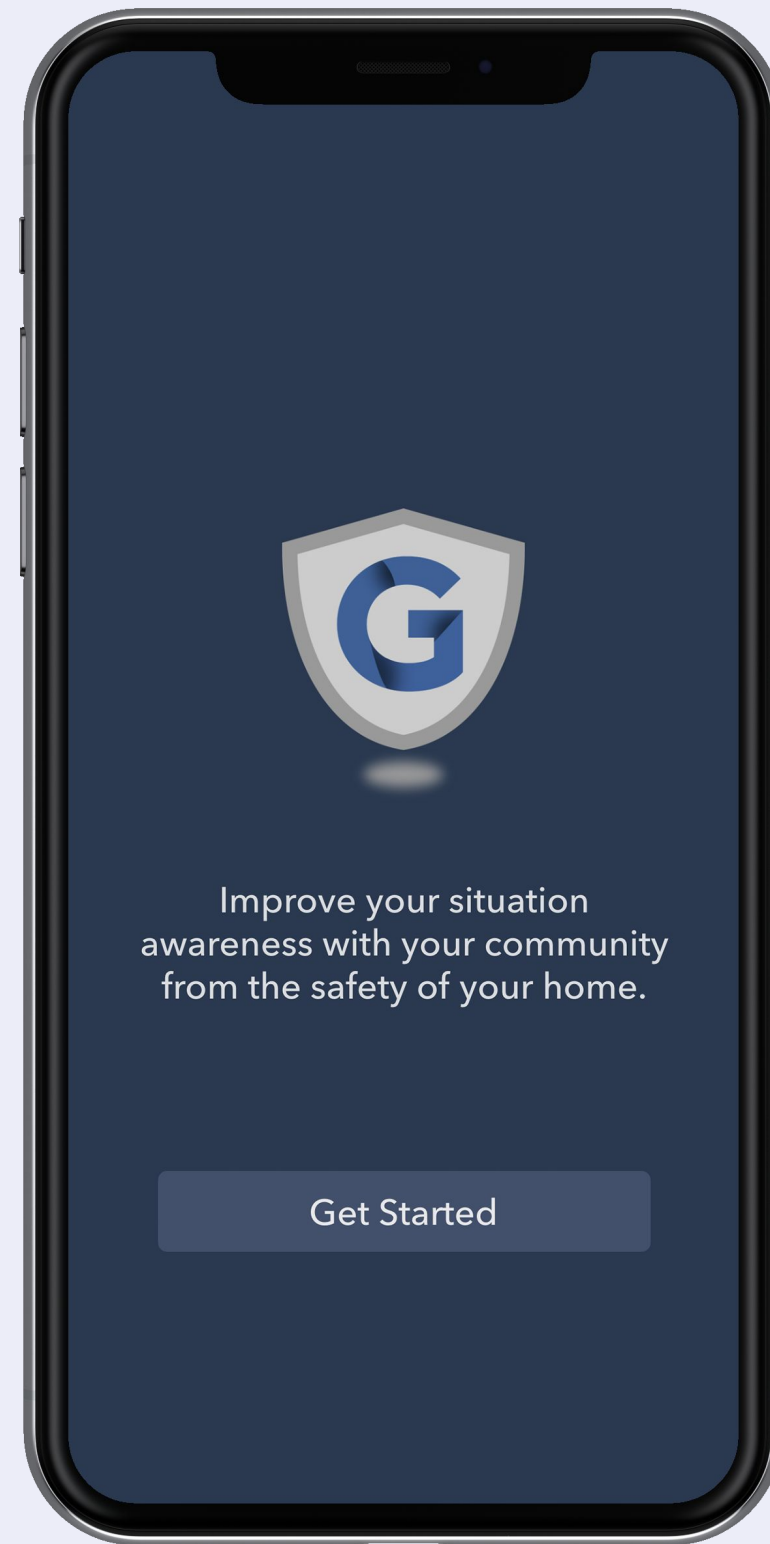 G
Improve your situation
awareness with your community
from the safety of your home.
Get Started